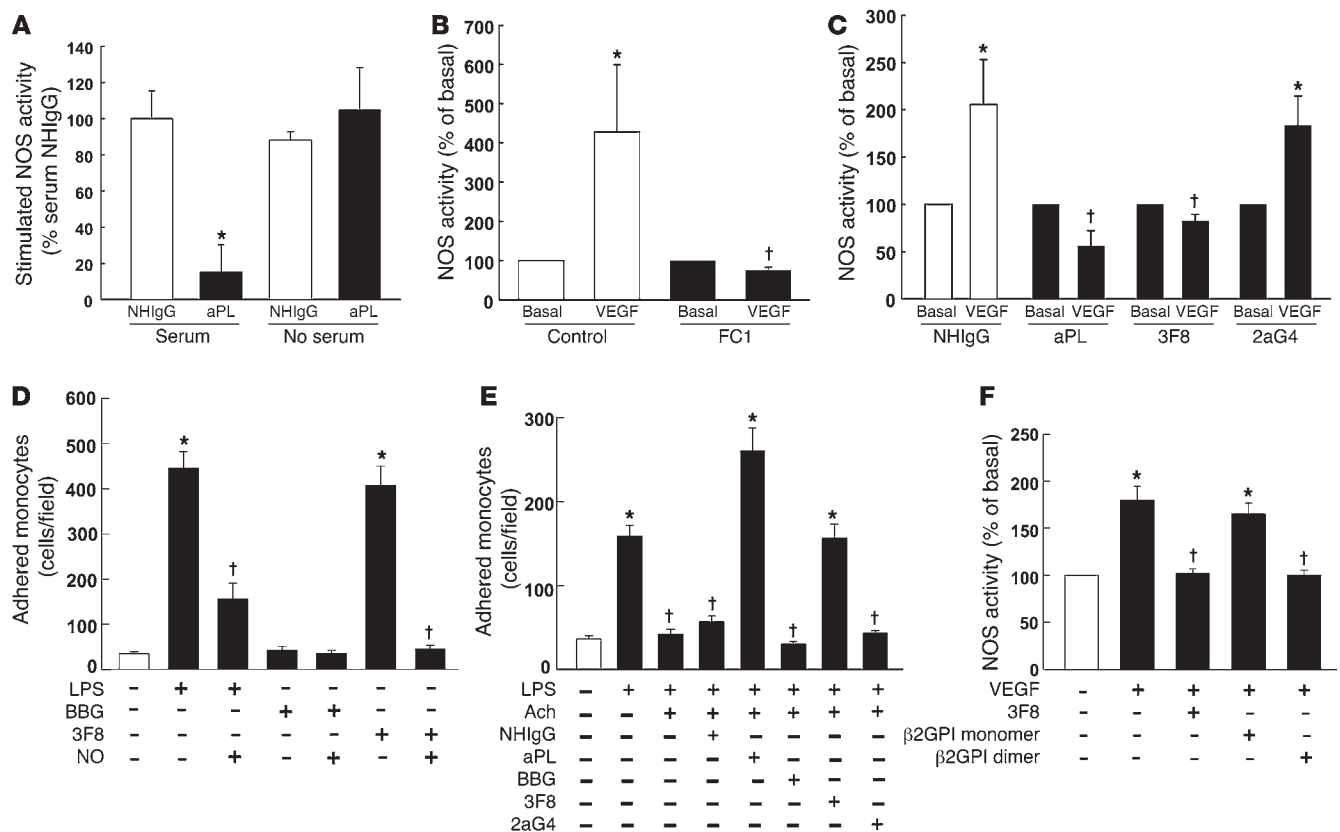 A
Stimulated NOS activity
(% serum NHIgG)
140
120
100
80
60
40
20
0
*
NHIgG aPL NHIgG aPL
Serum No serum
B
NOS activity (% of basal)
700
600
500
400
300
200
100
0
*
†
Basal VEGF Basal VEGF
Control FC1
C
NOS activity (% of basal)
300
250
200
150
100
50
0
*
†
†
*
Basal VEGF Basal VEGF Basal VEGF Basal VEGF
NHIgG aPL 3F8 2aG4
D
Adhered monocytes
(cells/field)
600
500
400
300
200
100
0
*
†
*
†
LPS – + + – – – –
BBG – – – + + – –
3F8 – – – – – + +
NO – – + – + – +
E
Adhered monocytes
(cells/field)
300
200
100
0
*
†
†
*
†
*
†
LPS – + + + + + + +
Ach – – + + + + + +
NHIgG – – – + – – – –
aPL – – – – + – – –
BBG – – – – – + – –
3F8 – – – – – – + –
2aG4 – – – – – – – +
F
NOS activity (% of basal)
250
200
150
100
50
0
*
†
*
†
VEGF – + + + +
3F8 – – + – –
β2GPI monomer – – – + –
β2GPI dimer – – – – +